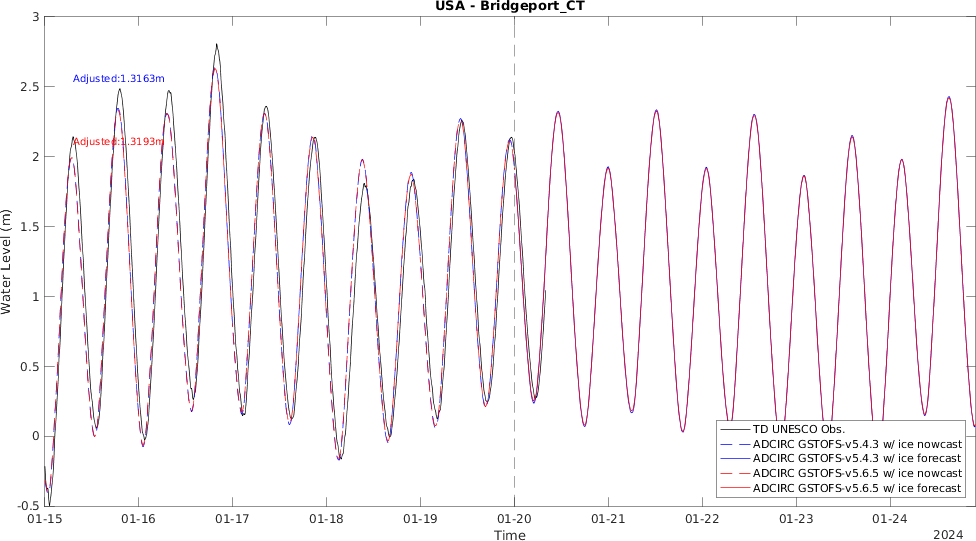 USA - Bridgeport_CT
3
2.5
2
1.5
1
0.5
0
-0.5
Water Level (m)
Adjusted:1.3163m
Adjusted:1.3193m
TD UNESCO Obs.
ADCIRC GSTOFS-v5.4.3 w/ ice nowcast
ADCIRC GSTOFS-v5.4.3 w/ ice forecast
ADCIRC GSTOFS-v5.6.5 w/ ice nowcast
ADCIRC GSTOFS-v5.6.5 w/ ice forecast
01-15 01-16 01-17 01-18 01-19 01-20 01-21 01-22 01-23 01-24
Time
2024